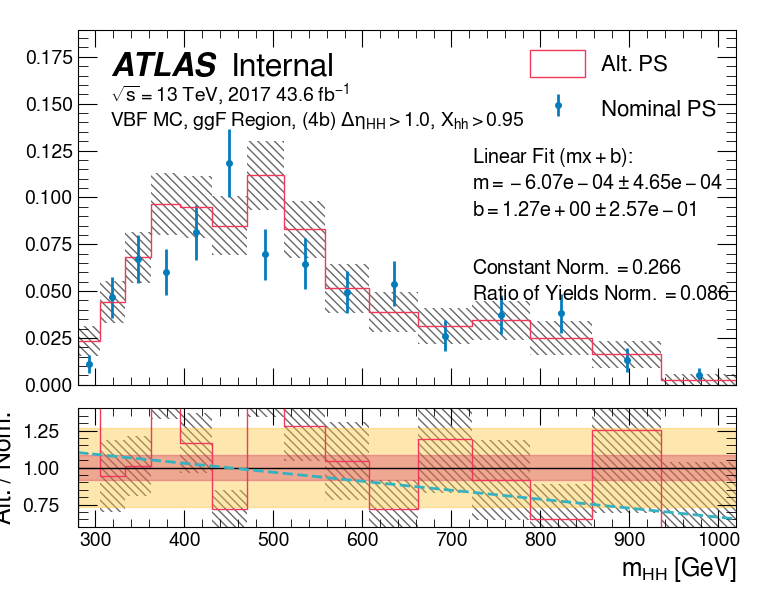 ATLAS Internal
√s = 13 TeV, 2017 43.6 fb⁻¹
VBF MC, ggF Region, (4b) Δη_HH > 1.0, X_hh > 0.95
Alt. PS
Nominal PS
Linear Fit (mx + b):
m = − 6.07e − 04 ± 4.65e − 04
b = 1.27e + 00 ± 2.57e − 01
Constant Norm. = 0.266
Ratio of Yields Norm. = 0.086
0.175
0.150
0.125
0.100
0.075
0.050
0.025
0.000
Alt. / Nom.
1.25
1.00
0.75
300 400 500 600 700 800 900 1000
m_HH [GeV]